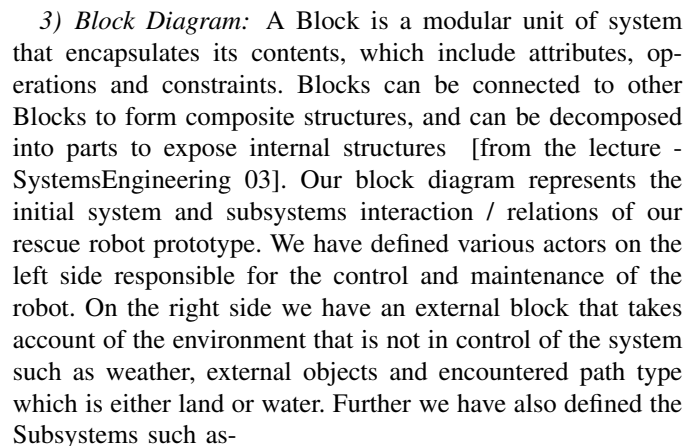 3) Block Diagram: A Block is a modular unit of system
that encapsulates its contents, which include attributes, op-
erations and constraints. Blocks can be connected to other
Blocks to form composite structures, and can be decomposed
into parts to expose internal structures [from the lecture -
SystemsEngineering 03]. Our block diagram represents the
initial system and subsystems interaction / relations of our
rescue robot prototype. We have defined various actors on the
left side responsible for the control and maintenance of the
robot. On the right side we have an external block that takes
account of the environment that is not in control of the system
such as weather, external objects and encountered path type
which is either land or water. Further we have also defined the
Subsystems such as-